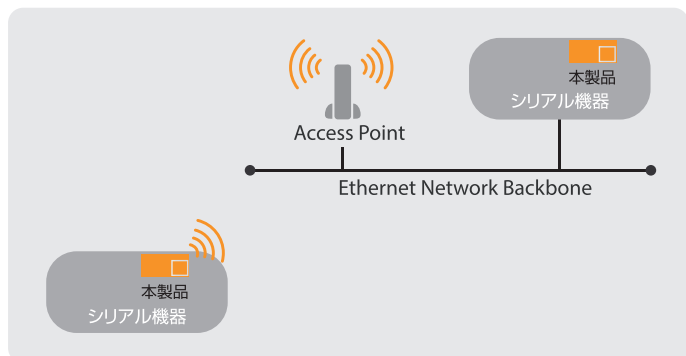 本製品
シリアル機器
Access Point
Ethernet Network Backbone
本製品
シリアル機器